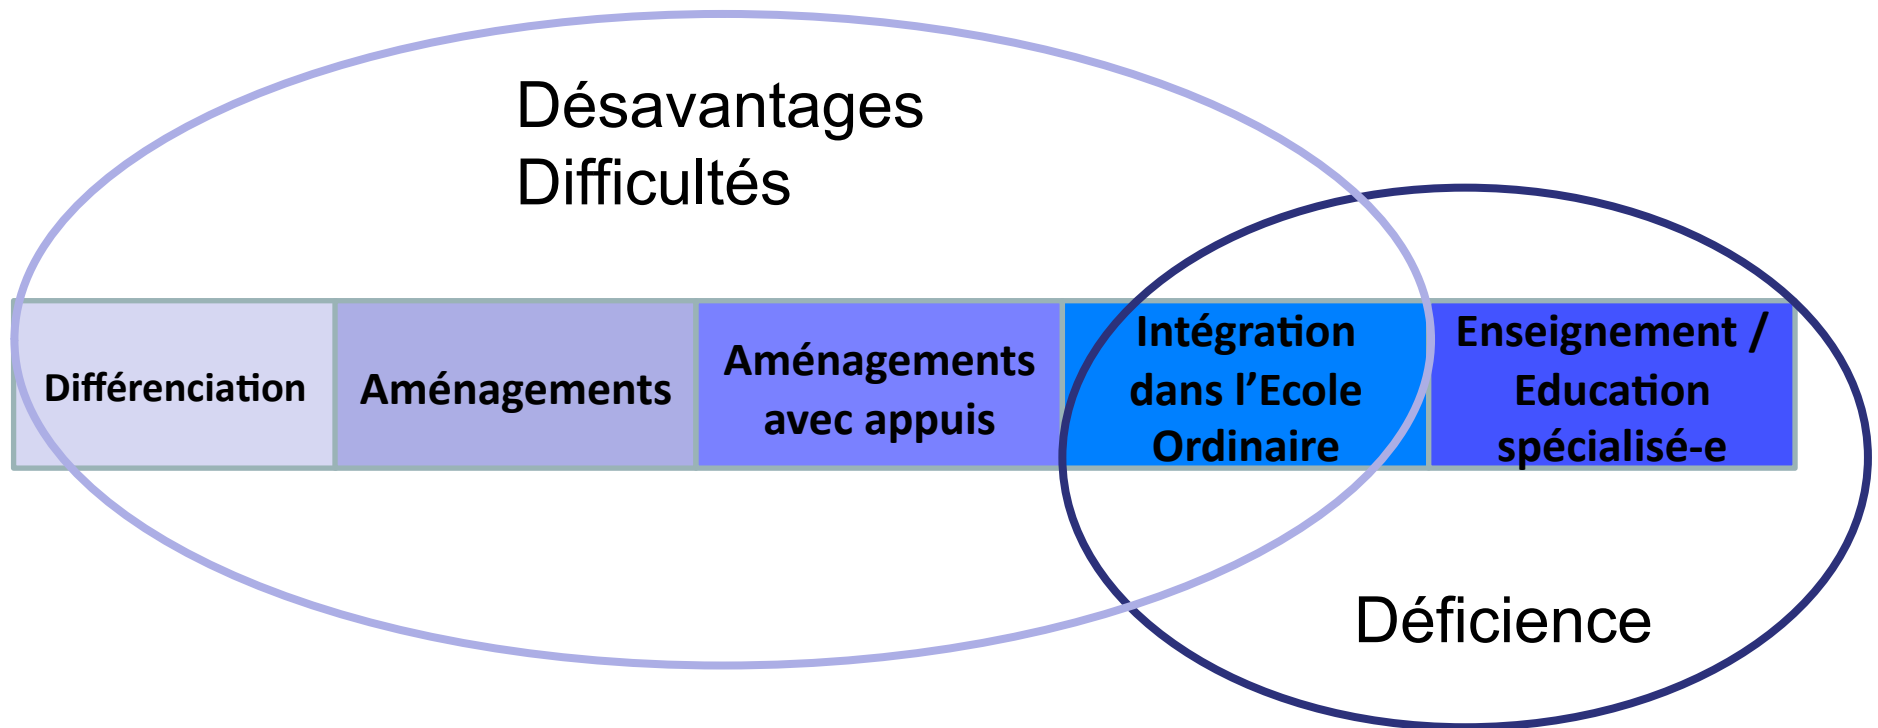 Désavantages
Difficultés
Différenciation
Aménagements
Aménagements
avec appuis
Intégration
dans l’Ecole
Ordinaire
Enseignement /
Education
spécialisé-e
Déficience